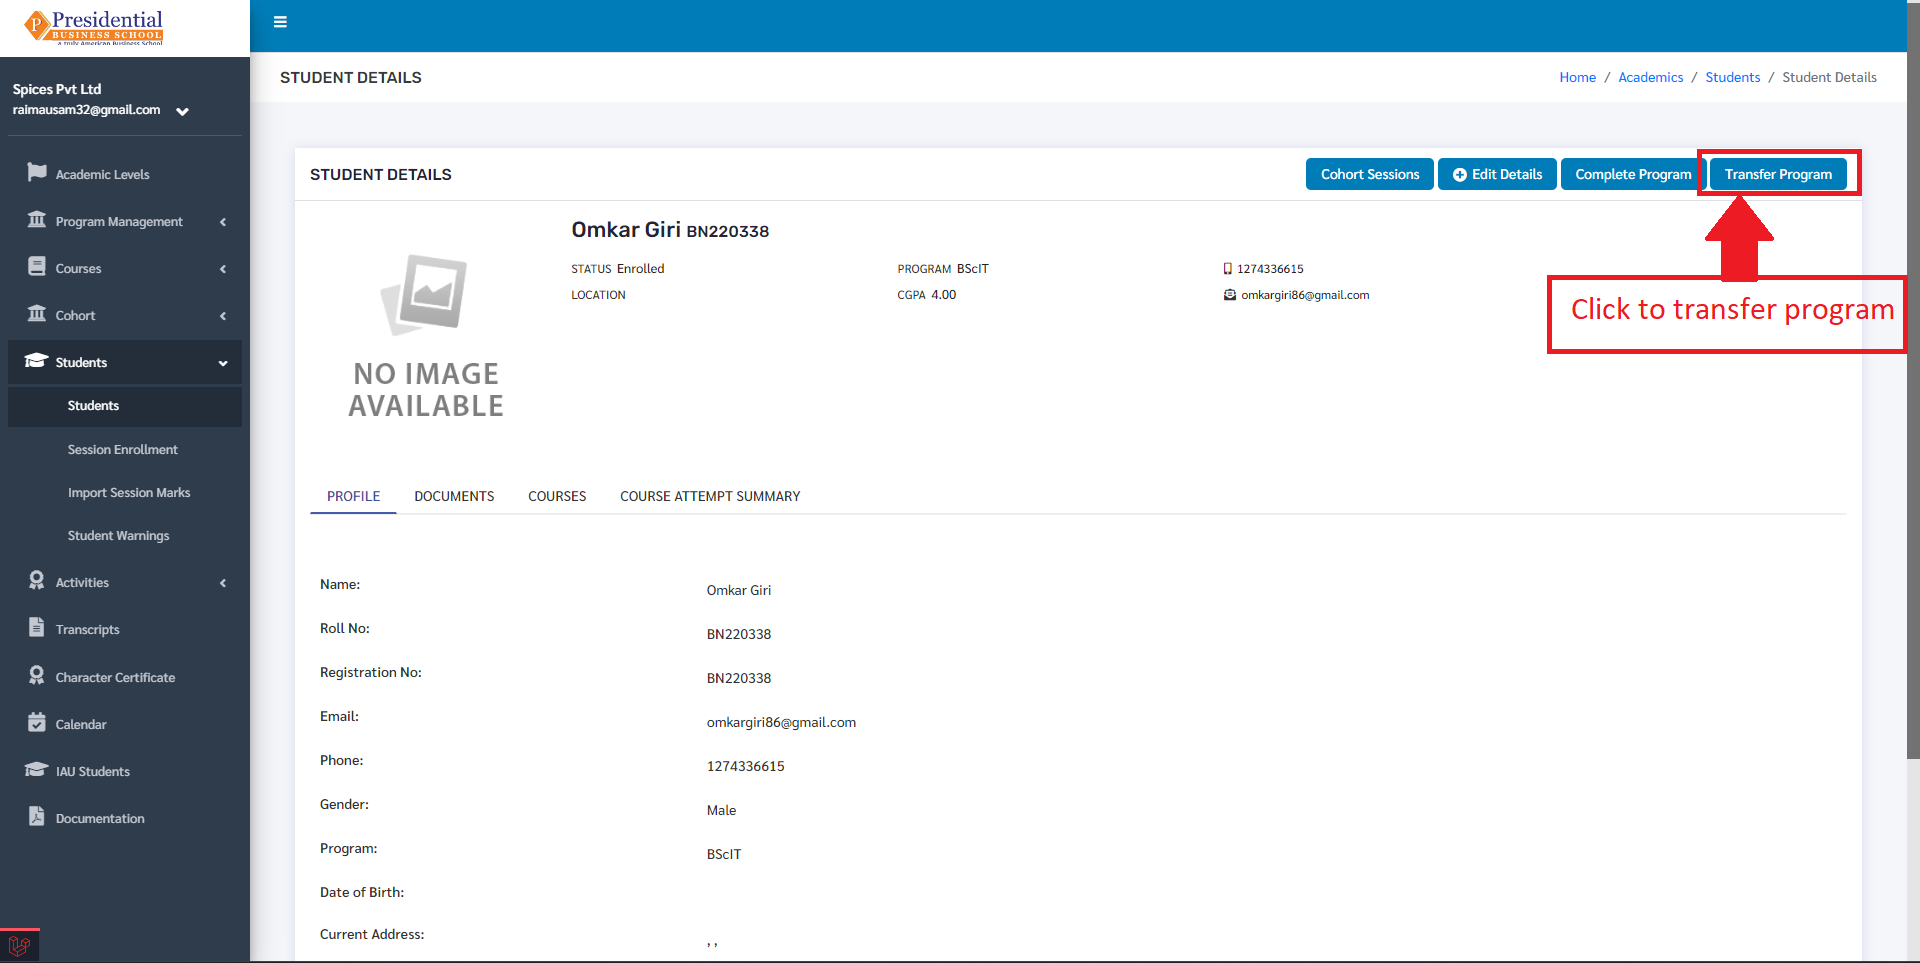 Presidential
BUSINESS SCHOOL
a truly American Business School
Spices Pvt Ltd
raimausam32@gmail.com
Academic Levels
Program Management
Courses
Cohort
Students
Students
Session Enrollment
Import Session Marks
Student Warnings
Activities
Transcripts
Character Certificate
Calendar
IAU Students
Documentation
STUDENT DETAILS
Home / Academics / Students / Student Details
STUDENT DETAILS
Cohort Sessions
Edit Details
Complete Program
Transfer Program
Click to transfer program
NO IMAGE
AVAILABLE
Omkar Giri BN220338
STATUS Enrolled
PROGRAM BScIT
1274336615
LOCATION
CGPA 4.00
omkargiri86@gmail.com
PROFILE
DOCUMENTS
COURSES
COURSE ATTEMPT SUMMARY
Name:
Omkar Giri
Roll No:
BN220338
Registration No:
BN220338
Email:
omkargiri86@gmail.com
Phone:
1274336615
Gender:
Male
Program:
BScIT
Date of Birth:
Current Address:
, ,